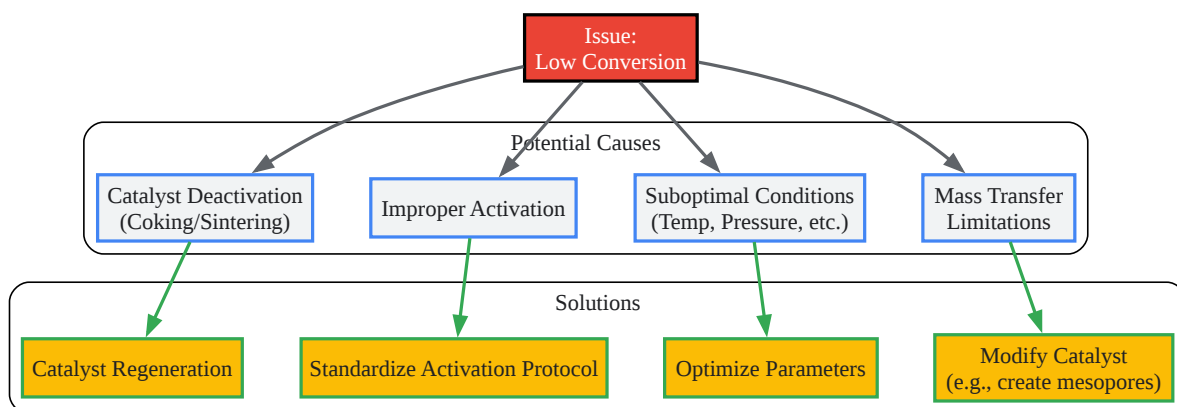 Issue:
Low Conversion
Potential Causes
Catalyst Deactivation
(Coking/Sintering)
Improper Activation
Suboptimal Conditions
(Temp, Pressure, etc.)
Mass Transfer
Limitations
Solutions
Catalyst Regeneration
Standardize Activation Protocol
Optimize Parameters
Modify Catalyst
(e.g., create mesopores)